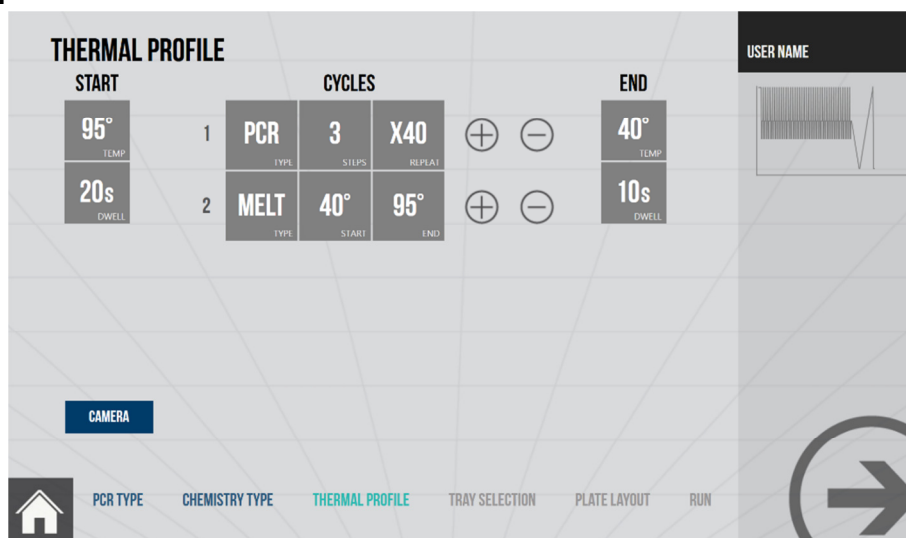 THERMAL PROFILE
USER NAME
START CYCLES END
95° TEMP 1 PCR TYPE 3 STEPS X40 REPEAT 40° TEMP
20s DWELL 2 MELT TYPE 40° START 95° END 10s DWELL
CAMERA
PCR TYPE CHEMISTRY TYPE THERMAL PROFILE TRAY SELECTION PLATE LAYOUT RUN